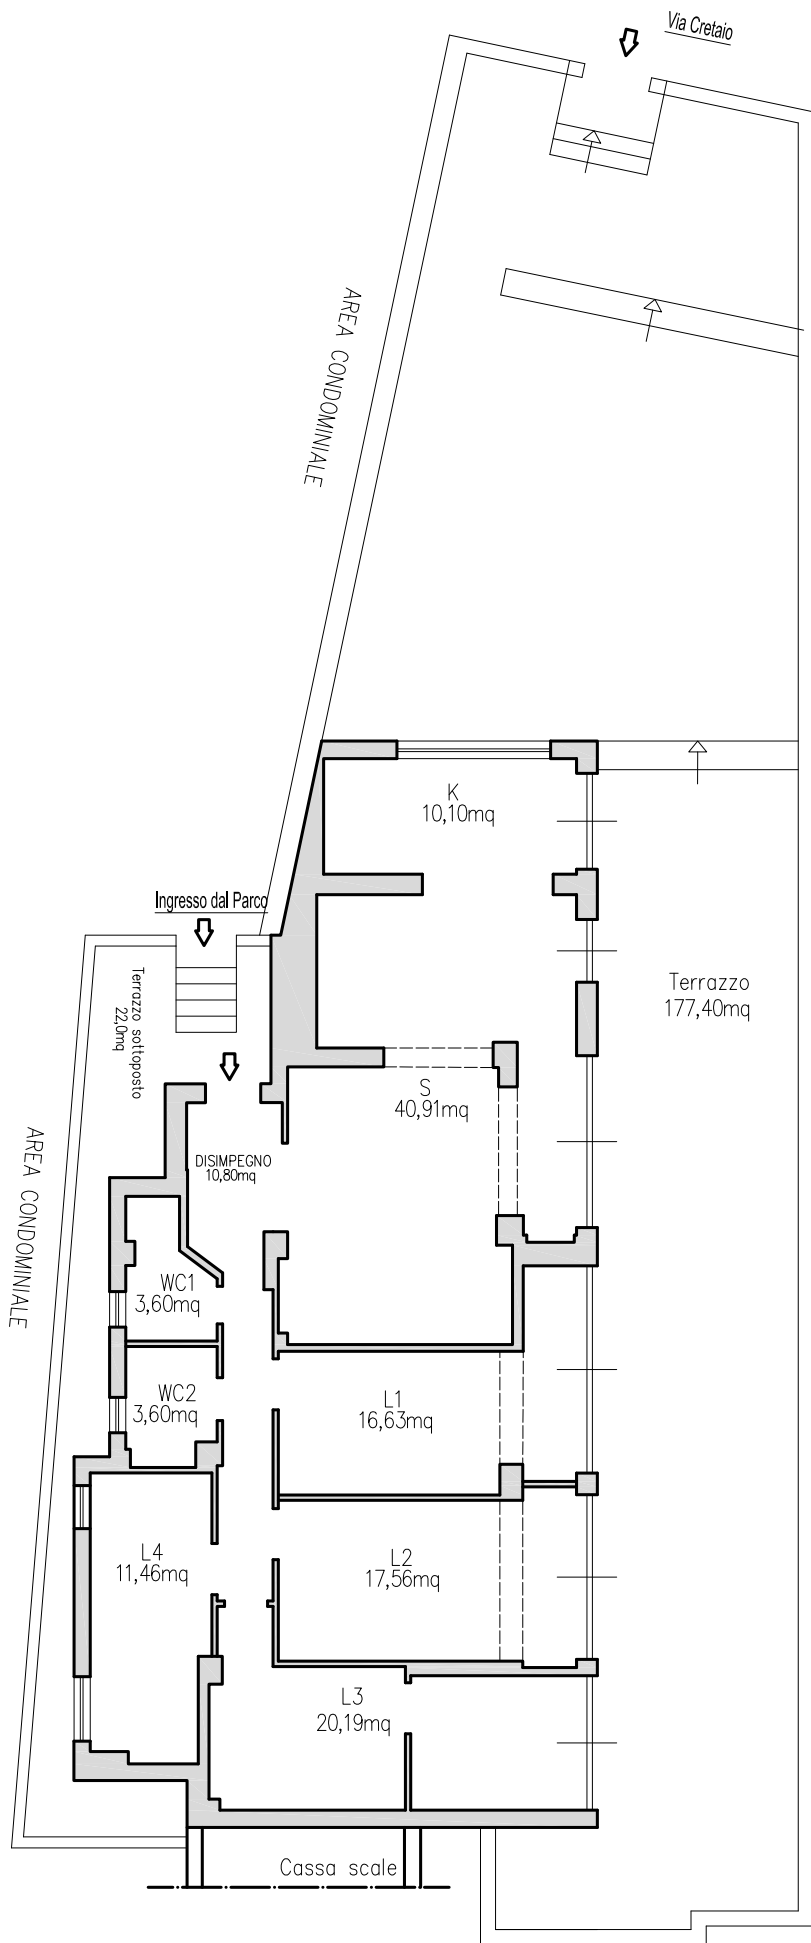 Via Cretaio
AREA CONDOMINIALE
K
10,10mq
Ingresso dal Parco
Terrazzo sottoposto
22,0mq
Terrazzo
177,40mq
S
40,91mq
DISIMPEGNO
10,80mq
AREA CONDOMINIALE
WC1
3,60mq
WC2
3,60mq
L1
16,63mq
L4
11,46mq
L2
17,56mq
L3
20,19mq
Cassa scale